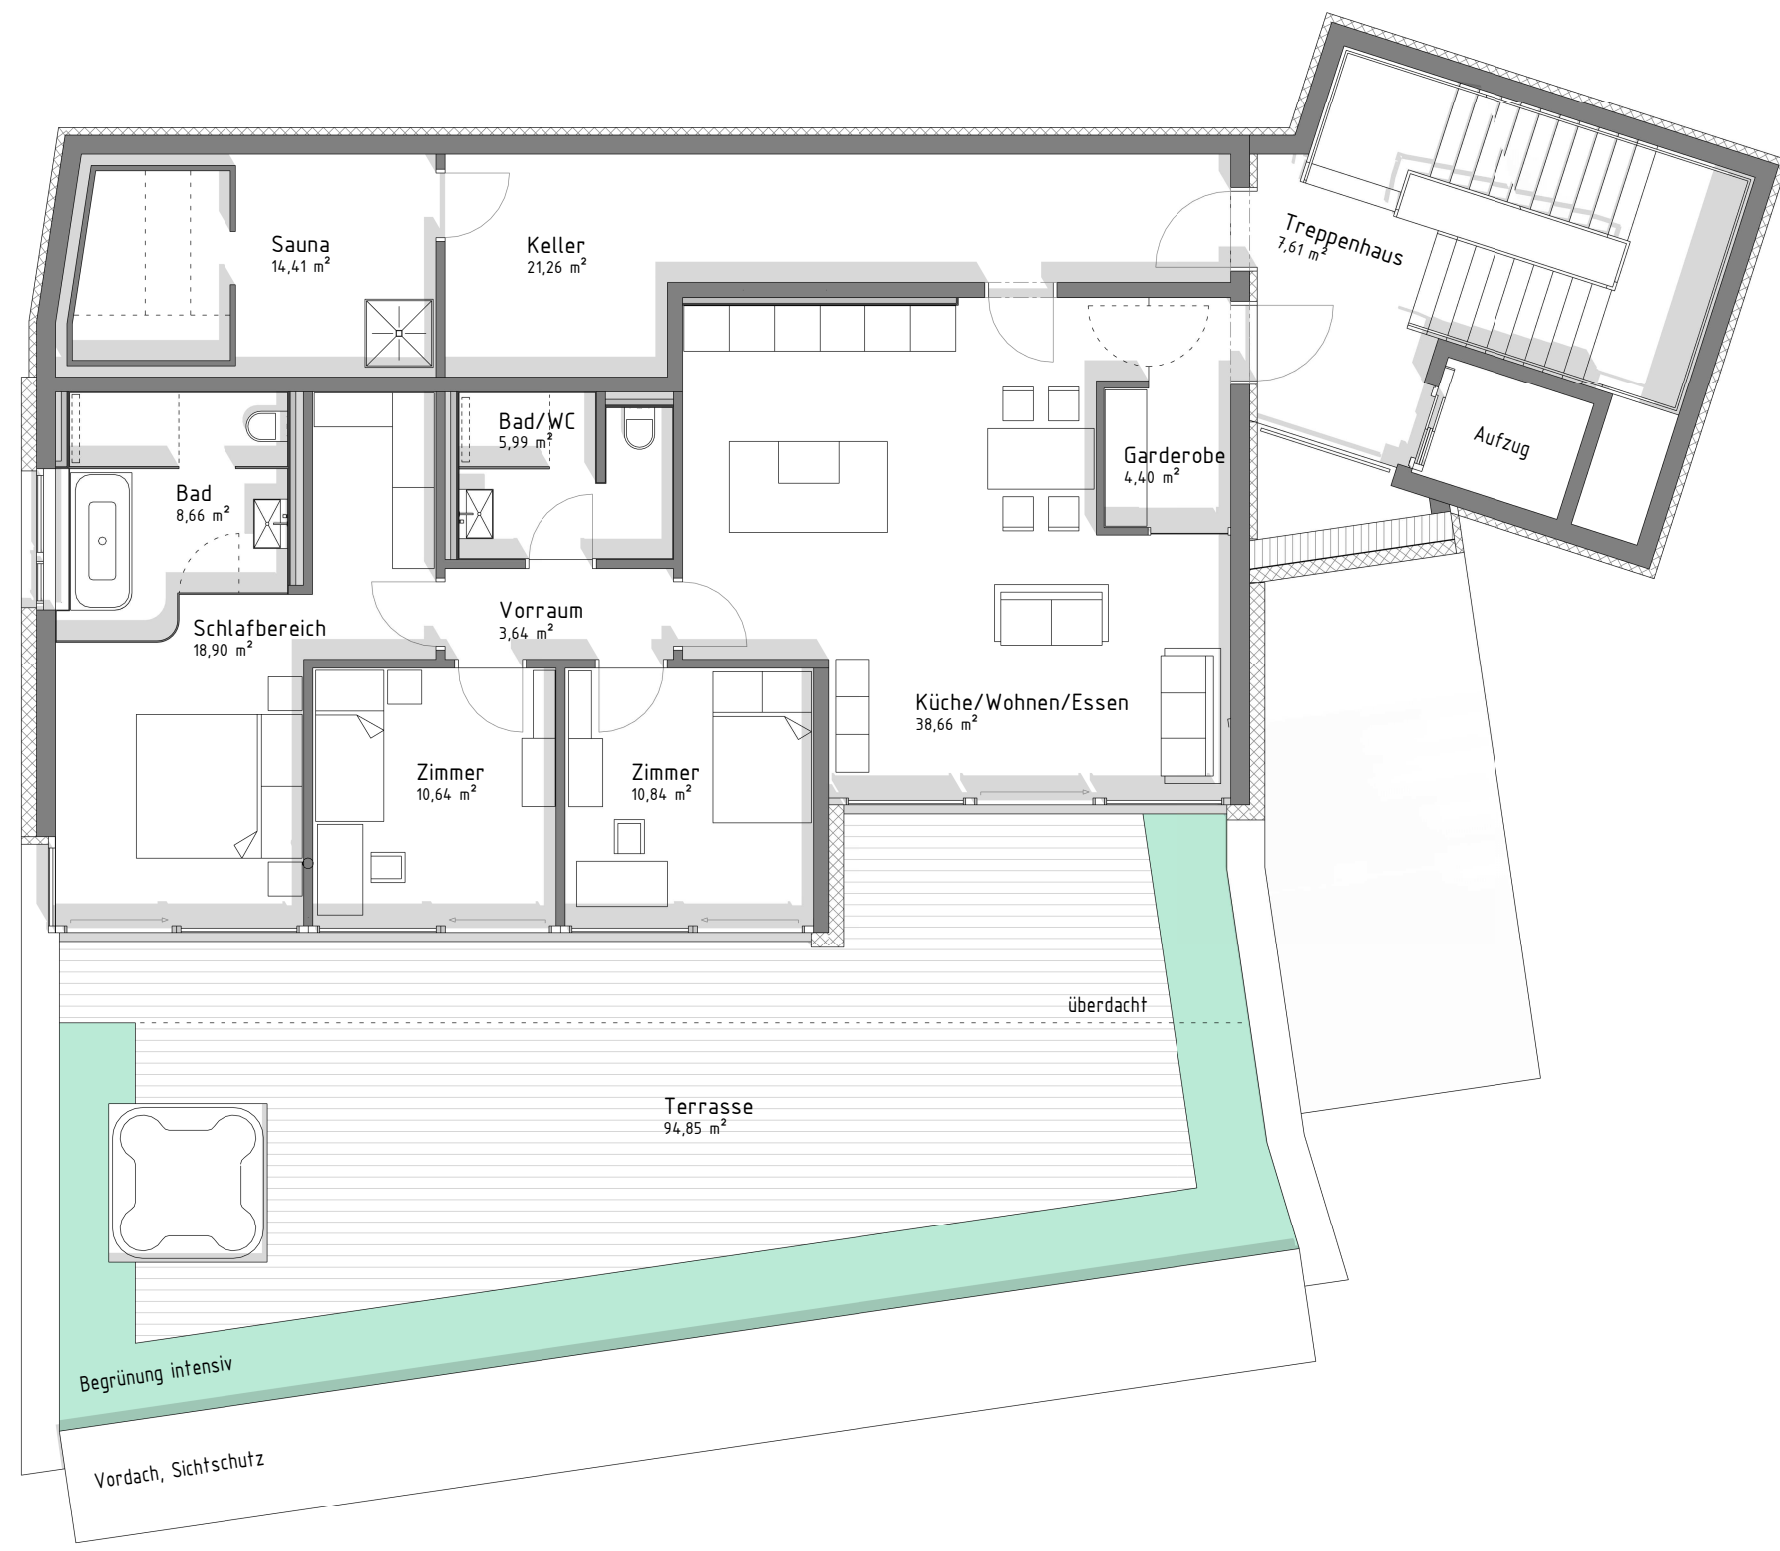 Treppenhaus
7,61 m²
Sauna
14,41 m²
Keller
21,26 m²
Bad/WC
5,99 m²
Aufzug
Garderobe
4,40 m²
Bad
8,66 m²
Vorraum
3,64 m²
Schlafbereich
18,90 m²
Küche/Wohnen/Essen
38,66 m²
Zimmer
10,64 m²
Zimmer
10,84 m²
überdacht
Terrasse
94,85 m²
Begrünung intensiv
Vordach, Sichtschutz